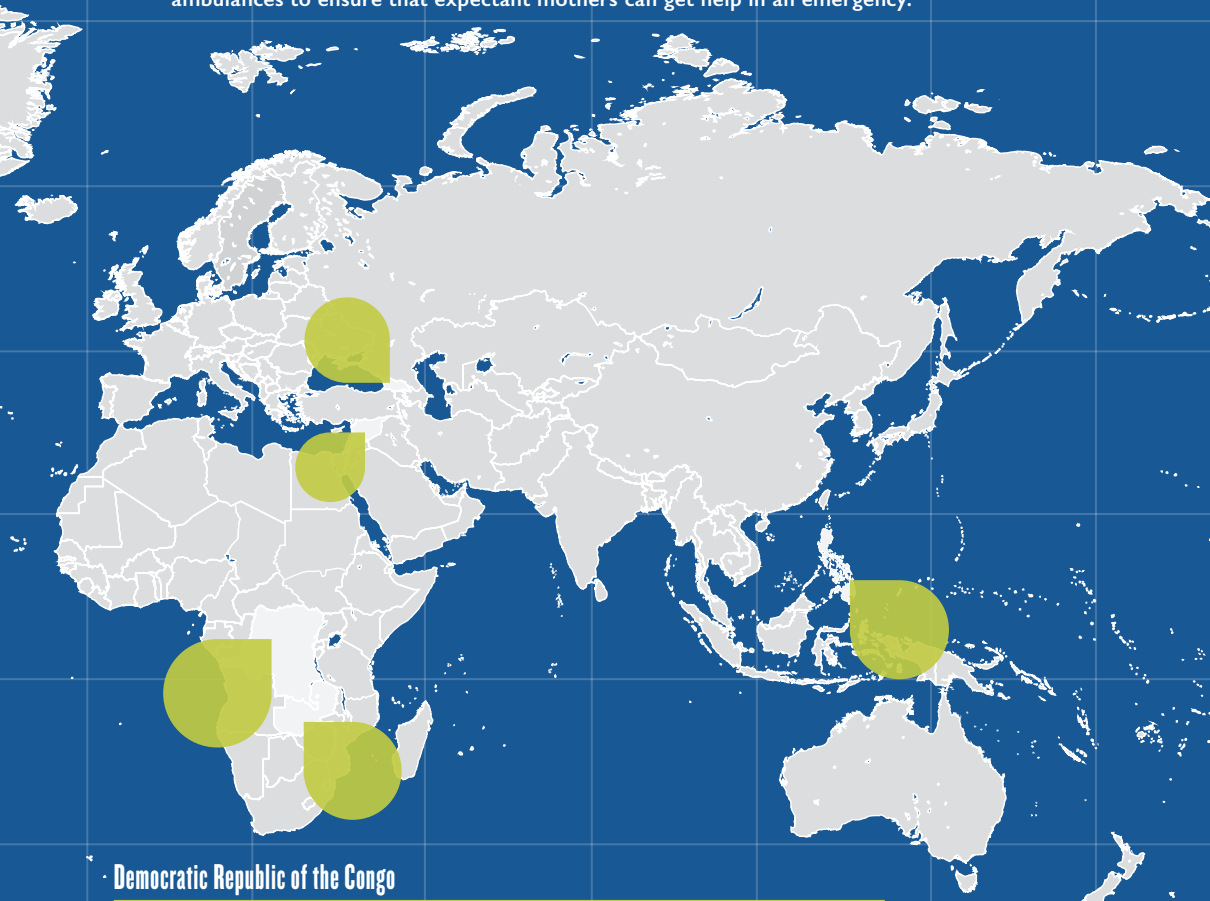 ambulances to ensure that expectant mothers can get help in an emergency.
Democratic Republic of the Congo